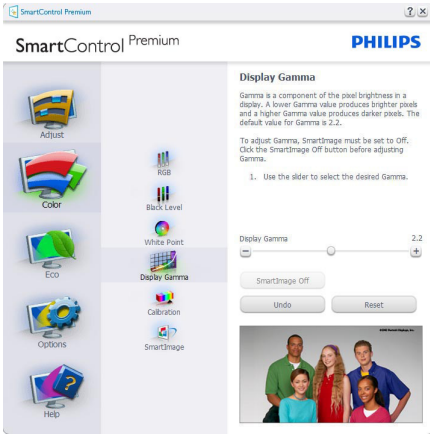 SmartControl Premium
? ×
SmartControl Premium
PHILIPS
Adjust
Color
Eco
Options
Help
RGB
Black Level
White Point
Display Gamma
Calibration
SmartImage
Display Gamma
Gamma is a component of the pixel brightness in a
display. A lower Gamma value produces brighter pixels
and a higher Gamma value produces darker pixels. The
default value for Gamma is 2.2.
To adjust Gamma, SmartImage must be set to Off.
Click the SmartImage Off button before adjusting
Gamma.
1. Use the slider to select the desired Gamma.
Display Gamma 2.2
SmartImage Off
Undo Reset